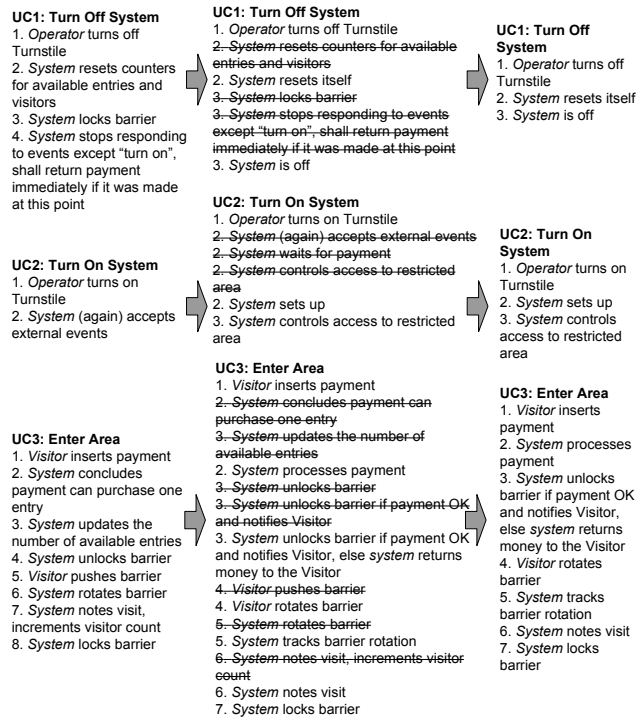 UC1: Turn Off System
1. Operator turns off
Turnstile
2. System resets counters
for available entries and
visitors
3. System locks barrier
4. System stops responding
to events except “turn on”,
shall return payment
immediately if it was made
at this point
UC1: Turn Off System
1. Operator turns off Turnstile
2. System resets counters for available
entries and visitors
2. System resets itself
3. System locks barrier
3. System stops responding to events
except “turn on”, shall return payment
immediately if it was made at this point
3. System is off
UC1: Turn Off
System
1. Operator turns off
Turnstile
2. System resets itself
3. System is off
UC2: Turn On System
1. Operator turns on
Turnstile
2. System (again) accepts
external events
UC2: Turn On System
1. Operator turns on Turnstile
2. System (again) accepts external events
2. System waits for payment
2. System controls access to restricted
area
2. System sets up
3. System controls access to restricted
area
UC2: Turn On
System
1. Operator turns on
Turnstile
2. System sets up
3. System controls
access to restricted
area
UC3: Enter Area
1. Visitor inserts payment
2. System concludes
payment can purchase one
entry
3. System updates the
number of available entries
4. System unlocks barrier
5. Visitor pushes barrier
6. System rotates barrier
7. System notes visit,
increments visitor count
8. System locks barrier
UC3: Enter Area
1. Visitor inserts payment
2. System concludes payment can
purchase one entry
3. System updates the number of
available entries
2. System processes payment
3. System unlocks barrier
3. System unlocks barrier if payment OK
and notifies Visitor
3. System unlocks barrier if payment OK
and notifies Visitor, else system returns
money to the Visitor
4. Visitor pushes barrier
4. Visitor rotates barrier
5. System rotates barrier
5. System tracks barrier rotation
6. System notes visit, increments visitor
count
6. System notes visit
7. System locks barrier
UC3: Enter Area
1. Visitor inserts
payment
2. System processes
payment
3. System unlocks
barrier if payment OK
and notifies Visitor,
else system returns
money to the Visitor
4. Visitor rotates
barrier
5. System tracks
barrier rotation
6. System notes visit
7. System locks
barrier